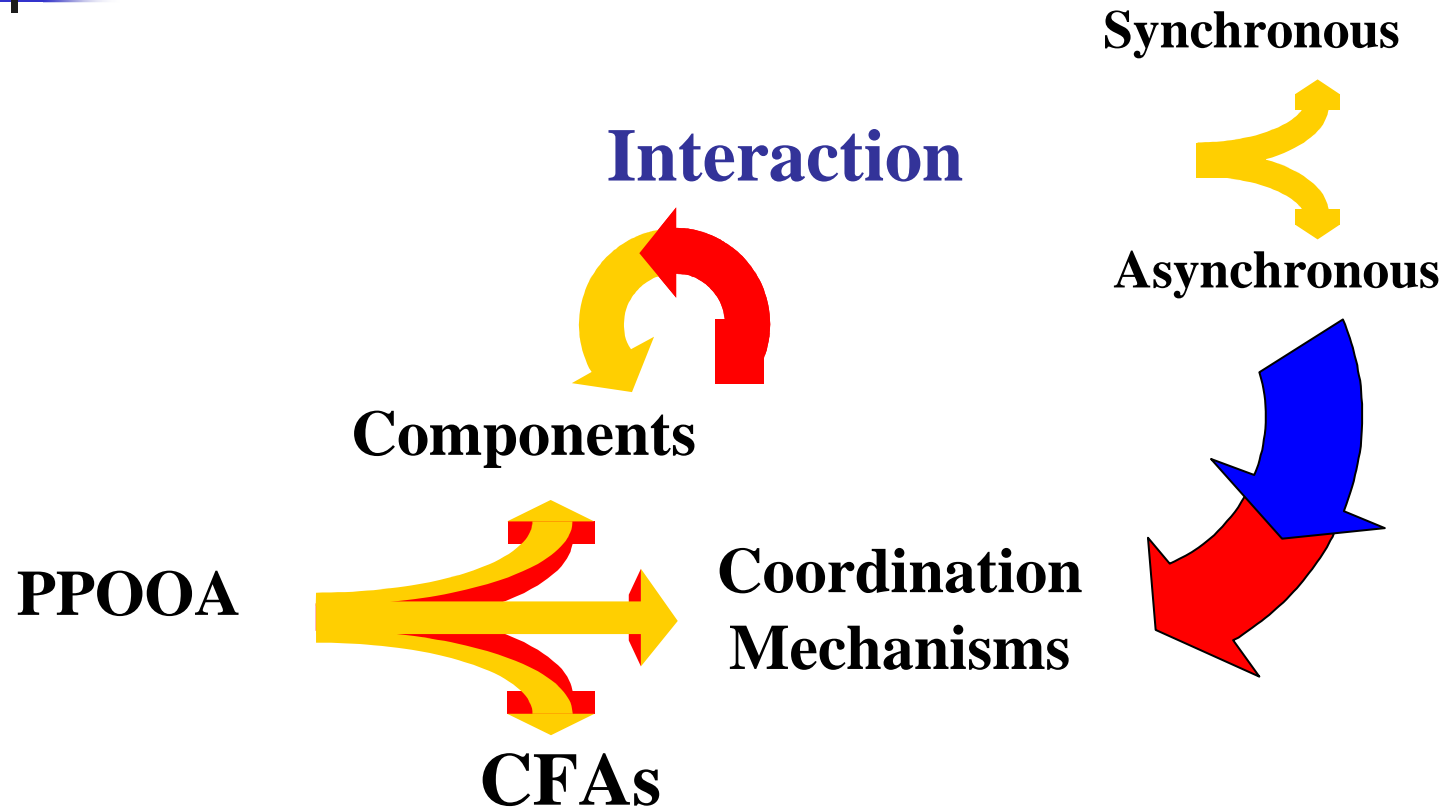 Synchronous
Interaction
Asynchronous
Components
PPOOA
Coordination
Mechanisms
CFAs